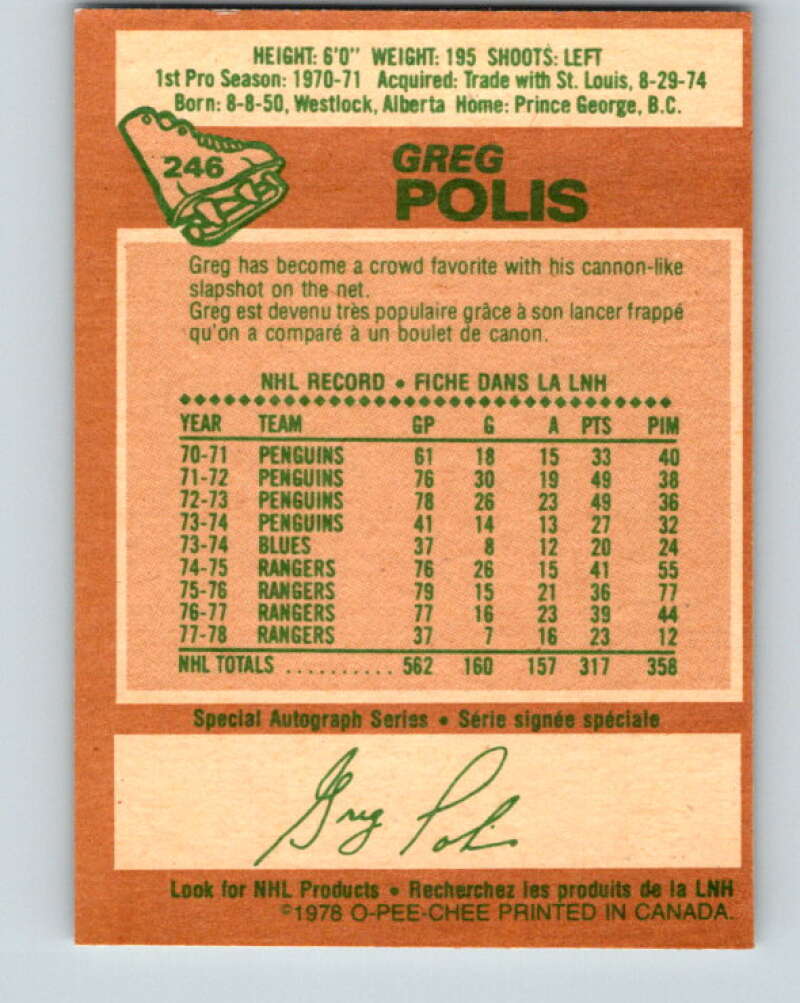 HEIGHT: 6'0" WEIGHT: 195 SHOOTS: LEFT
1st Pro Season: 1970-71 Acquired: Trade with St. Louis, 8-29-74
Born: 8-8-50, Westlock, Alberta Home: Prince George, B.C.
246
GREG
POLIS
Greg has become a crowd favorite with his cannon-like
slapshot on the net.
Greg est devenu très populaire grâce à son lancer frappé
qu'on a comparé à un boulet de canon.
NHL RECORD • FICHE DANS LA LNH
YEAR TEAM GP G A PTS PIM
70-71 PENGUINS 61 18 15 33 40
71-72 PENGUINS 76 30 19 49 38
72-73 PENGUINS 78 26 23 49 36
73-74 PENGUINS 41 14 13 27 32
73-74 BLUES 37 8 12 20 24
74-75 RANGERS 76 26 15 41 55
75-76 RANGERS 79 15 21 36 77
76-77 RANGERS 77 16 23 39 44
77-78 RANGERS 37 7 16 23 12
NHL TOTALS .......... 562 160 157 317 358
Special Autograph Series • Série signée spéciale
Greg Polis
Look for NHL Products • Recherchez les produits de la LNH
©1978 O-PEE-CHEE PRINTED IN CANADA.